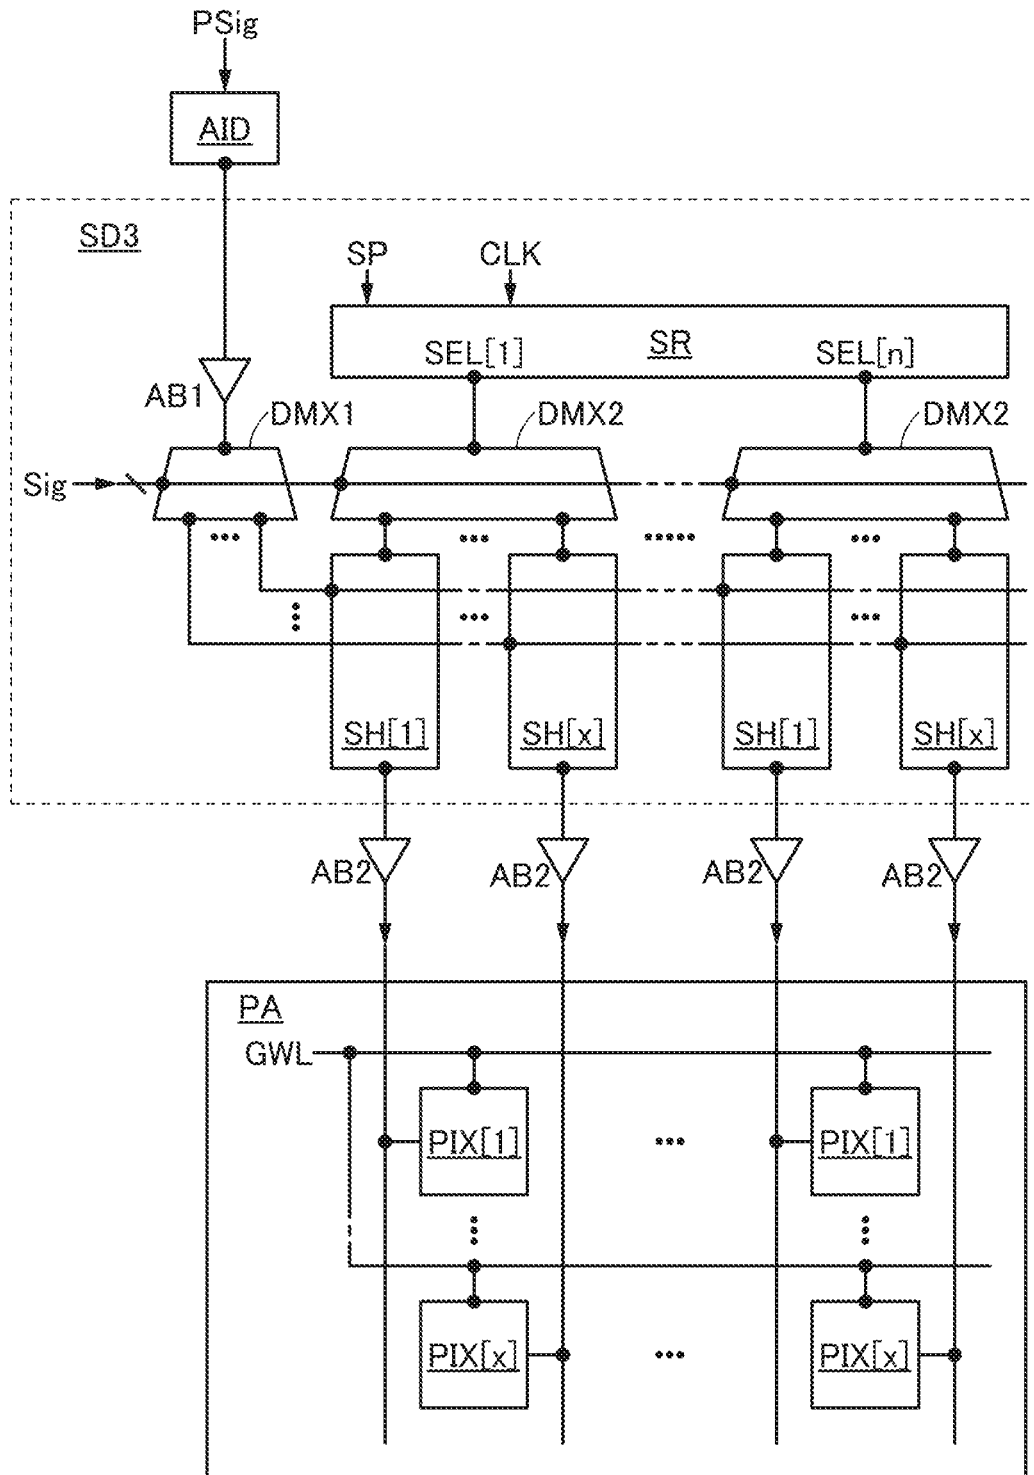 PSig
AID
SD3
SP CLK
SEL[1] SR SEL[n]
AB1
DMX1 DMX2 DMX2
Sig
SH[1] SH[x] SH[1] SH[x]
AB2 AB2 AB2 AB2
PA
GWL
PIX[1] PIX[1]
PIX[x] PIX[x]